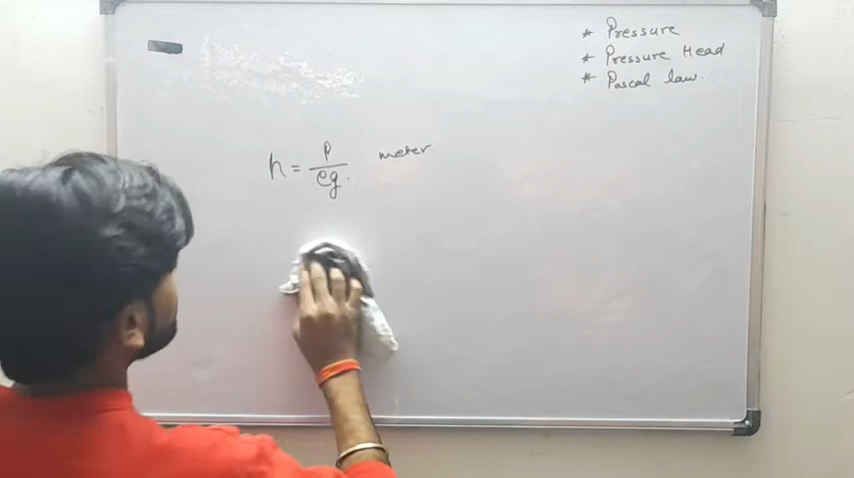 * Pressure
* Pressure Head
* Pascal law.
h = P/ρg. meter